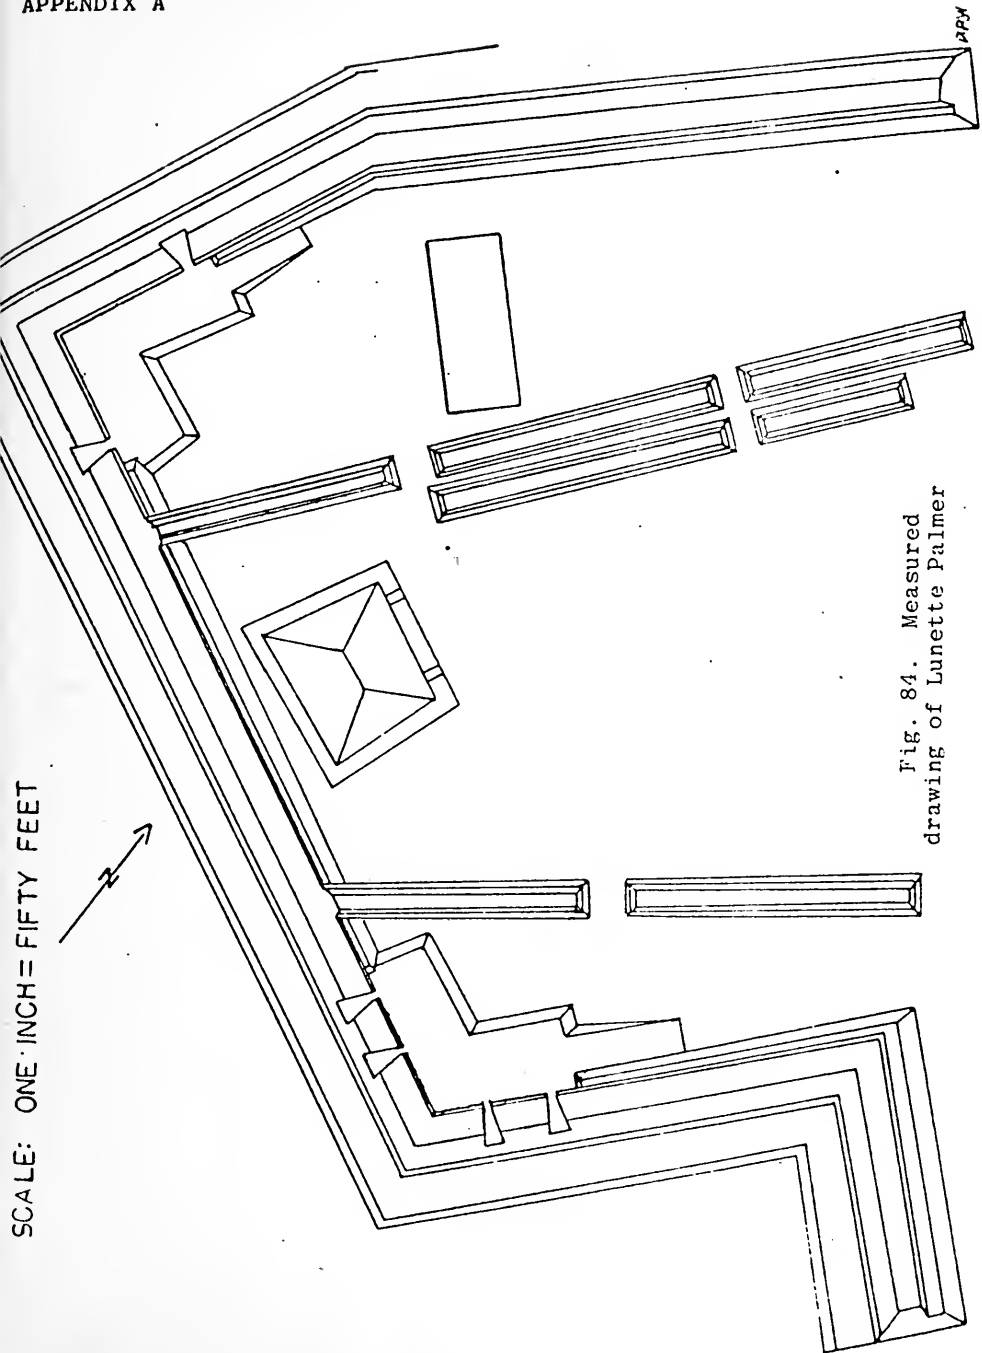 APPENDIX A
SCALE: ONE INCH = FIFTY FEET
N
Fig. 84. Measured
drawing of Lunette Palmer